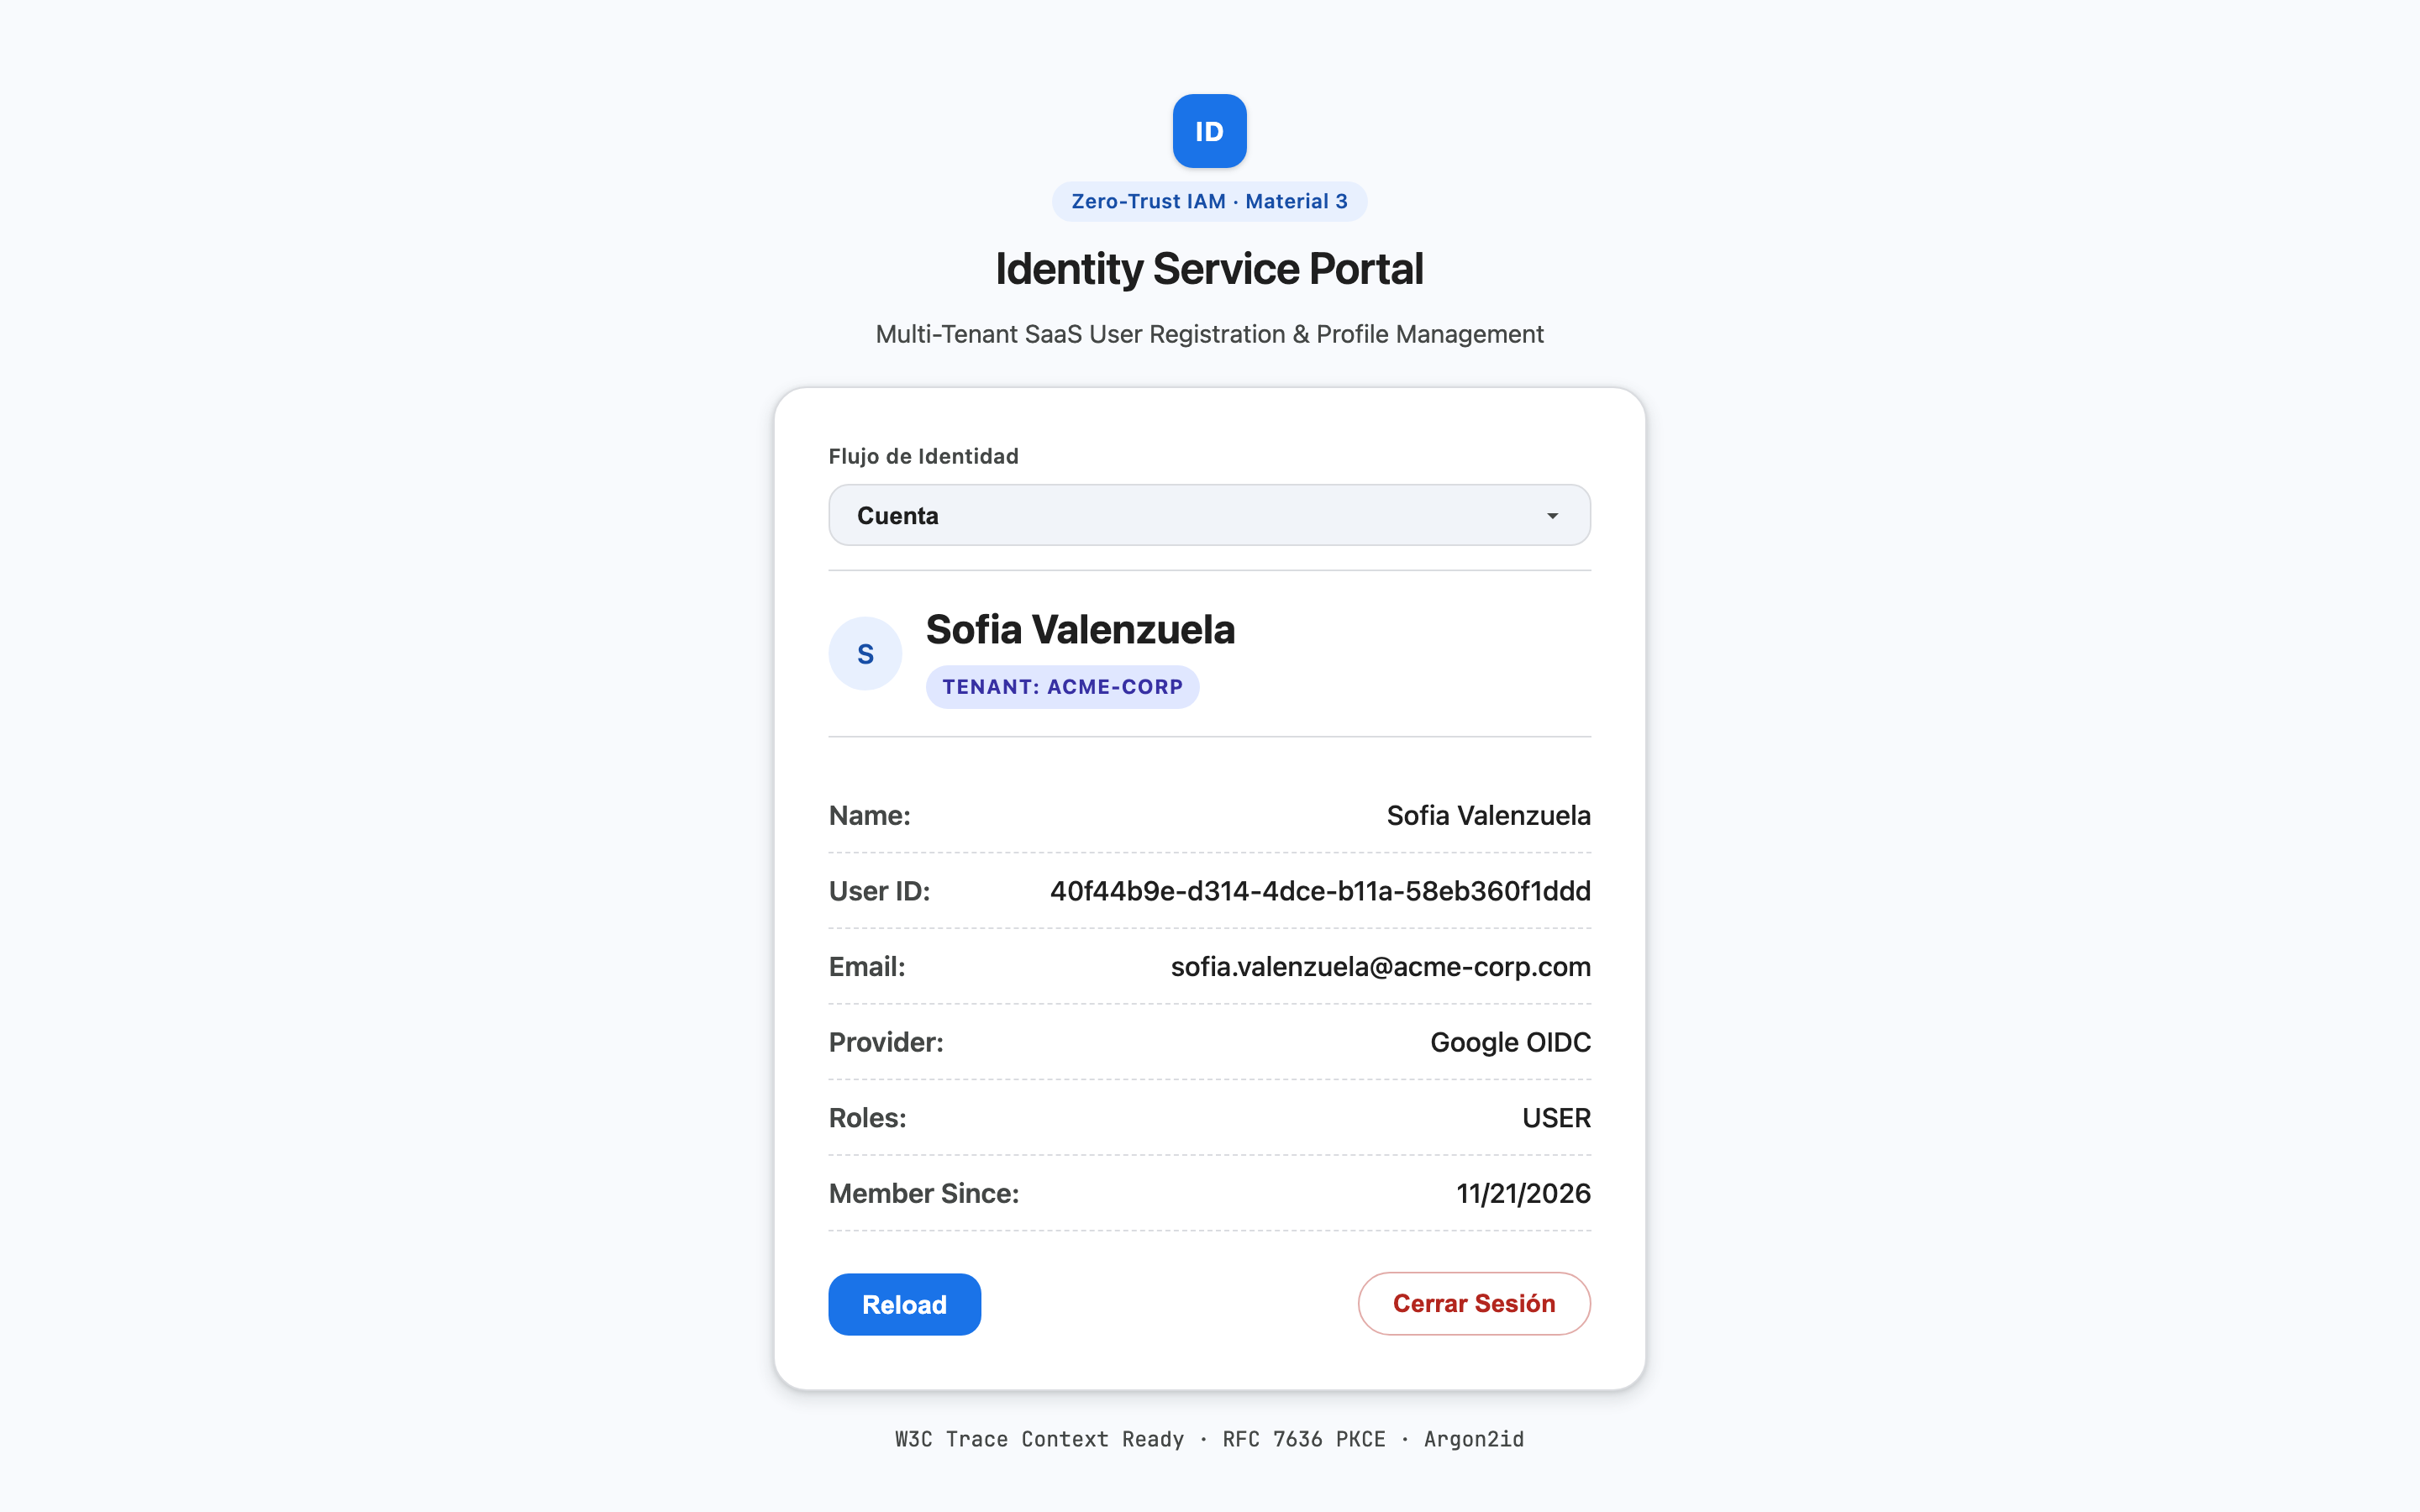 ID
Zero-Trust IAM · Material 3
Identity Service Portal
Multi-Tenant SaaS User Registration & Profile Management
Flujo de Identidad
Cuenta
S
Sofia Valenzuela
TENANT: ACME-CORP
Name: Sofia Valenzuela
User ID: 40f44b9e-d314-4dce-b11a-58eb360f1ddd
Email: sofia.valenzuela@acme-corp.com
Provider: Google OIDC
Roles: USER
Member Since: 11/21/2026
Reload Cerrar Sesión
W3C Trace Context Ready · RFC 7636 PKCE · Argon2id